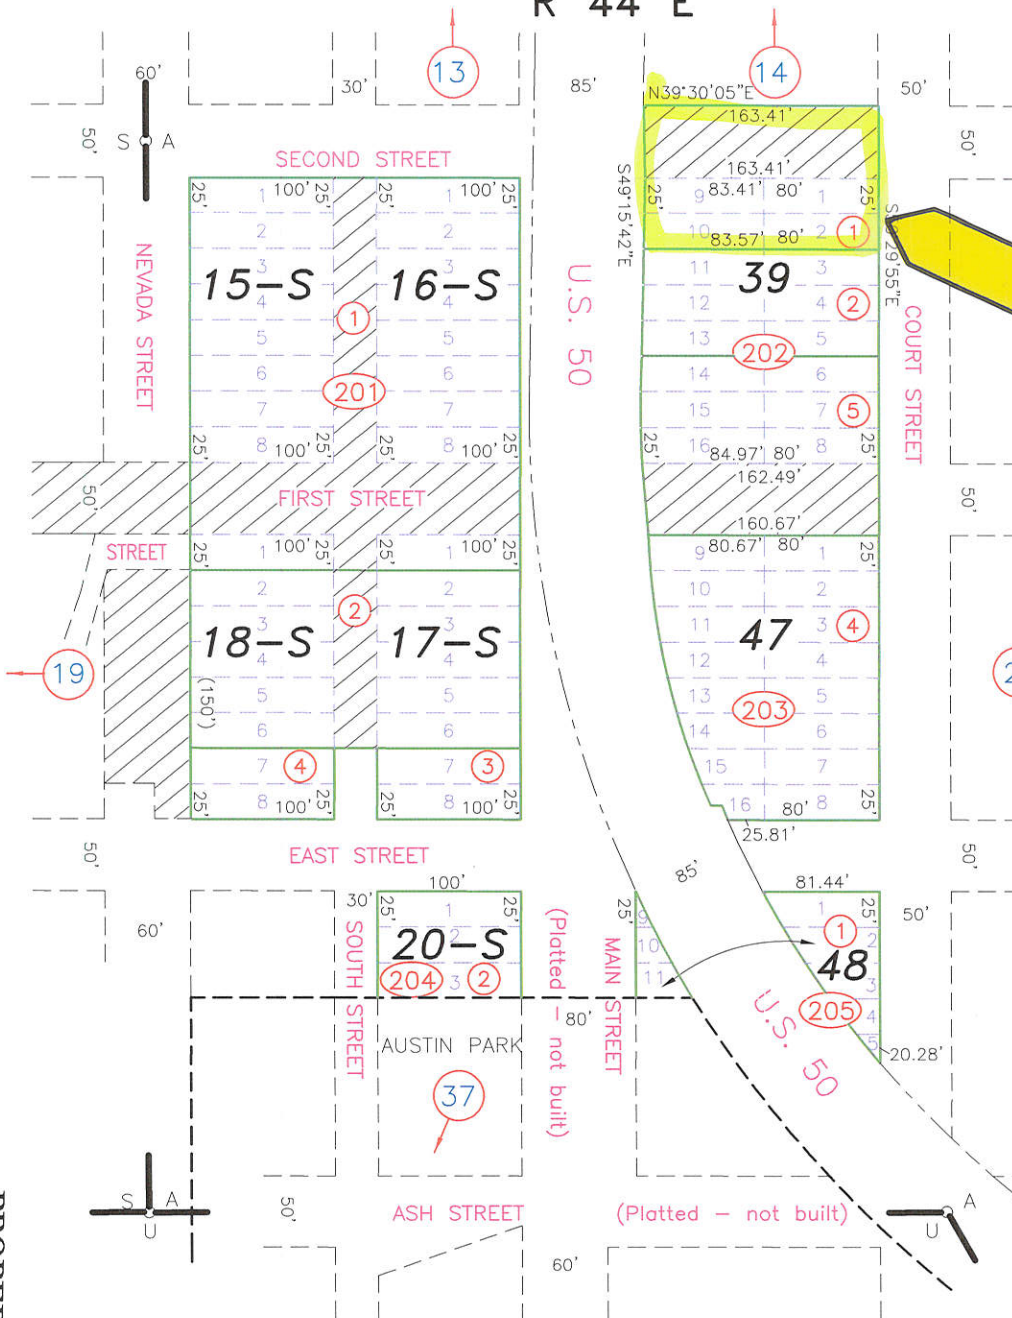 R 44 E
13
14
60'
30'
85'
50'
N39°30'05"E
163.41'
50'
S A
50'
SECOND STREET
163.41'
S49°15'42"E
25' 100' 25' 25' 100' 25'
25' 83.41' 80' 25'
1 1 9 1
2 2 10 2 1
83.57' 80'
NEVADA STREET
15-S 16-S
U.S. 50
39
3 3 11 3
4 4 12 4 2
1
5 5 13 5
202
COURT STREET
6 6 14 6
201
7 7 15 7 5
8 8 16 8
25' 100' 25' 25' 100' 25'
25' 84.97' 80' 25'
162.49'
50'
FIRST STREET
50'
160.67'
STREET
25' 100' 25' 25' 100' 25'
80.67' 80' 25'
1 1 9 1
2 2 10 2
2
18-S 17-S
47
3 3 11 3 4
4 4 12 4
19
(150')
5 5 13 5
203
6 6 14 6
7 4 7 3 15 7
8 8 16 8
25' 100' 25' 25' 100' 25'
80' 25'
25.81'
50'
EAST STREET
50'
85'
100'
81.44'
60'
30'
25' 25'
25'
25'
50'
1 9 1
20-S
2 10 2
1
48
204
3 2 11 3
205
4
5
SOUTH STREET
(Platted - not built)
MAIN STREET
80'
U.S. 50
20.28'
AUSTIN PARK
37
S A
U
50'
ASH STREET
(Platted - not built)
A
U
60'